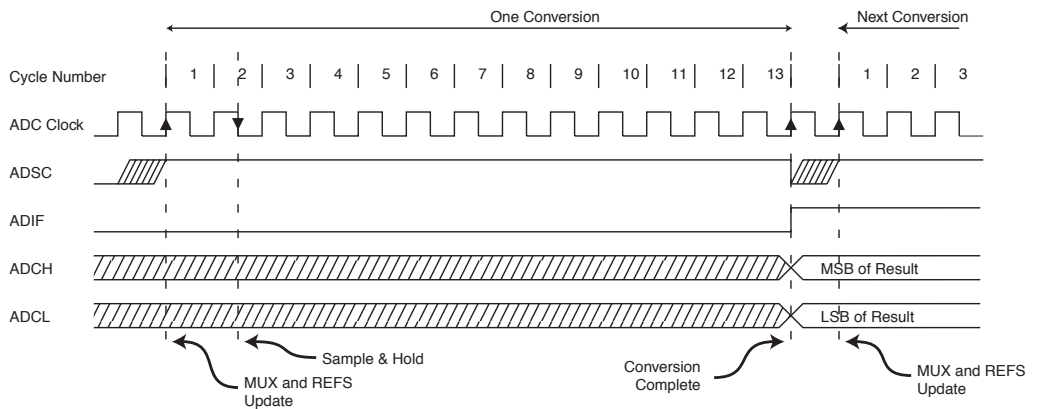 One Conversion
Next Conversion
Cycle Number 1 2 3 4 5 6 7 8 9 10 11 12 13 1 2 3
ADC Clock
ADSC
ADIF
ADCH
MSB of Result
ADCL
LSB of Result
Sample & Hold
MUX and REFS
Update
Conversion
Complete
MUX and REFS
Update